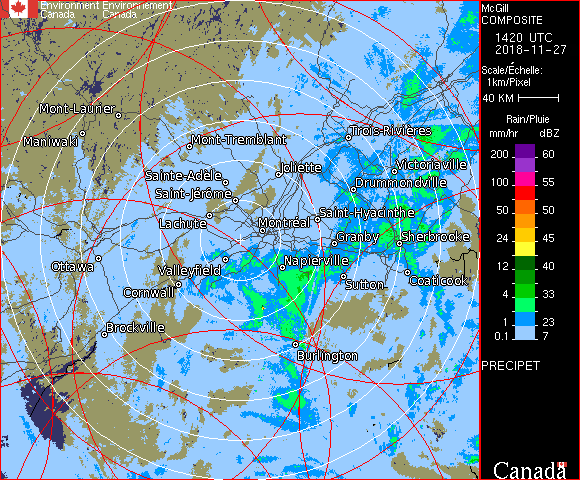 Environment Environnement
Canada Canada
McGill
COMPOSITE
1420 UTC
2018-11-27
Scale/Échelle:
1km/Pixel
40 KM
Rain/Pluie
mm/hr dBZ
200 60
100 55
50 50
24 45
12 40
4 33
1 23
0.1 7
PRECIPET
Canada
Mont-Laurier
Maniwaki
Mont-Tremblant
Trois-Rivières
Joliette
Victoriaville
Sainte-Adèle
Drummondville
Saint-Jérôme
Saint-Hyacinthe
Lachute
Montréal
Granby
Sherbrooke
Ottawa
Valleyfield
Napierville
Cornwall
Sutton
Coaticook
Brockville
Burlington